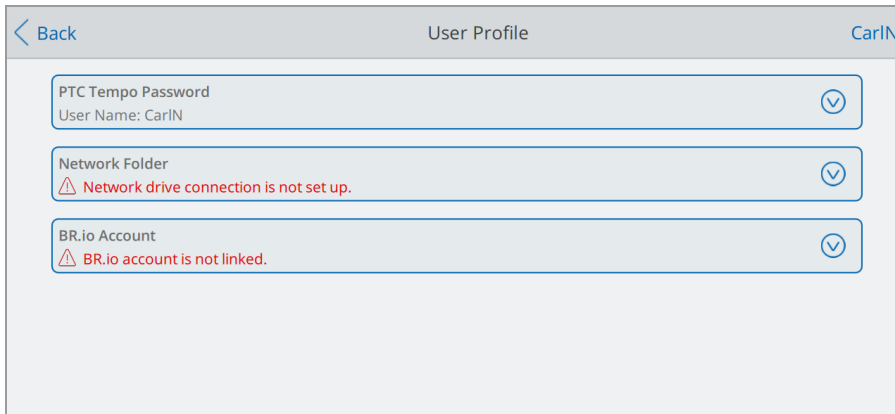 Back
User Profile
CarlN
PTC Tempo Password
User Name: CarlN
Network Folder
Network drive connection is not set up.
BR.io Account
BR.io account is not linked.